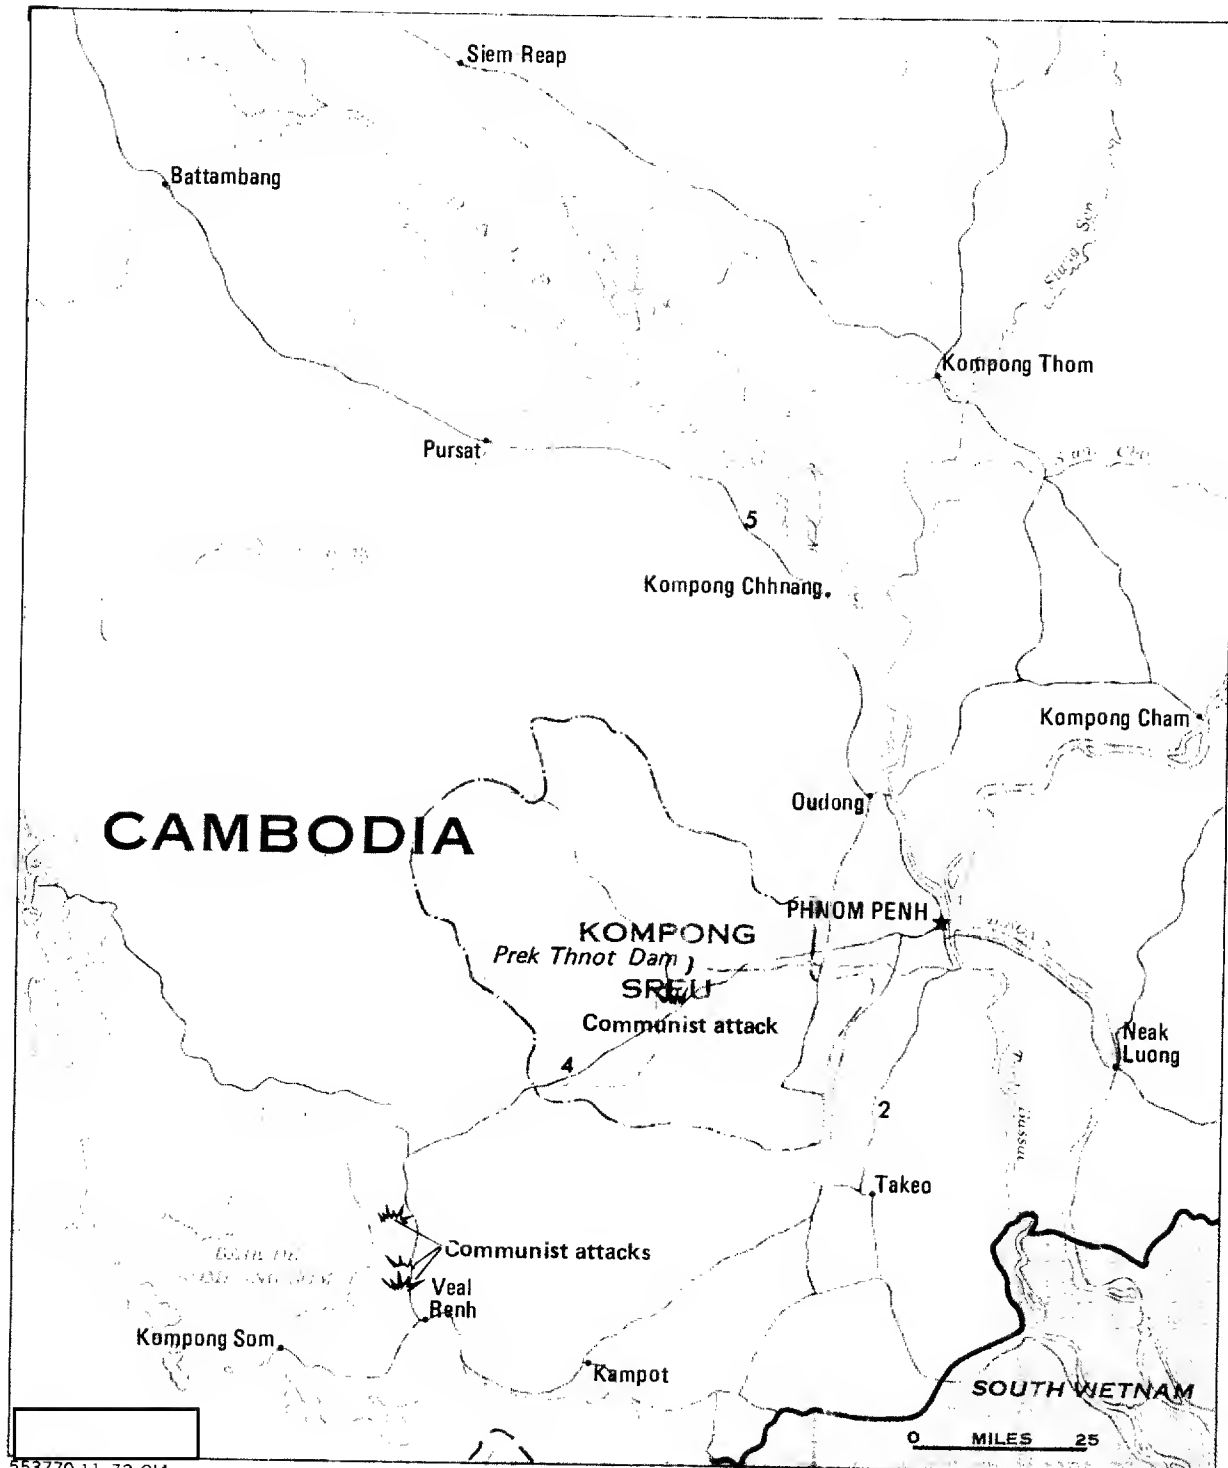 Siem Reap
Battambang
Kompong Thom
Pursat
5
Kompong Chhnang
Kompong Cham
Oudong
CAMBODIA
PHNOM PENH
KOMPONG
Prek Thnot Dam
SPEU
Communist attack
Neak
Luong
4
2
Takeo
Communist attacks
Veal
Renh
Kompong Som
Kampot
SOUTH VIETNAM
0 MILES 25